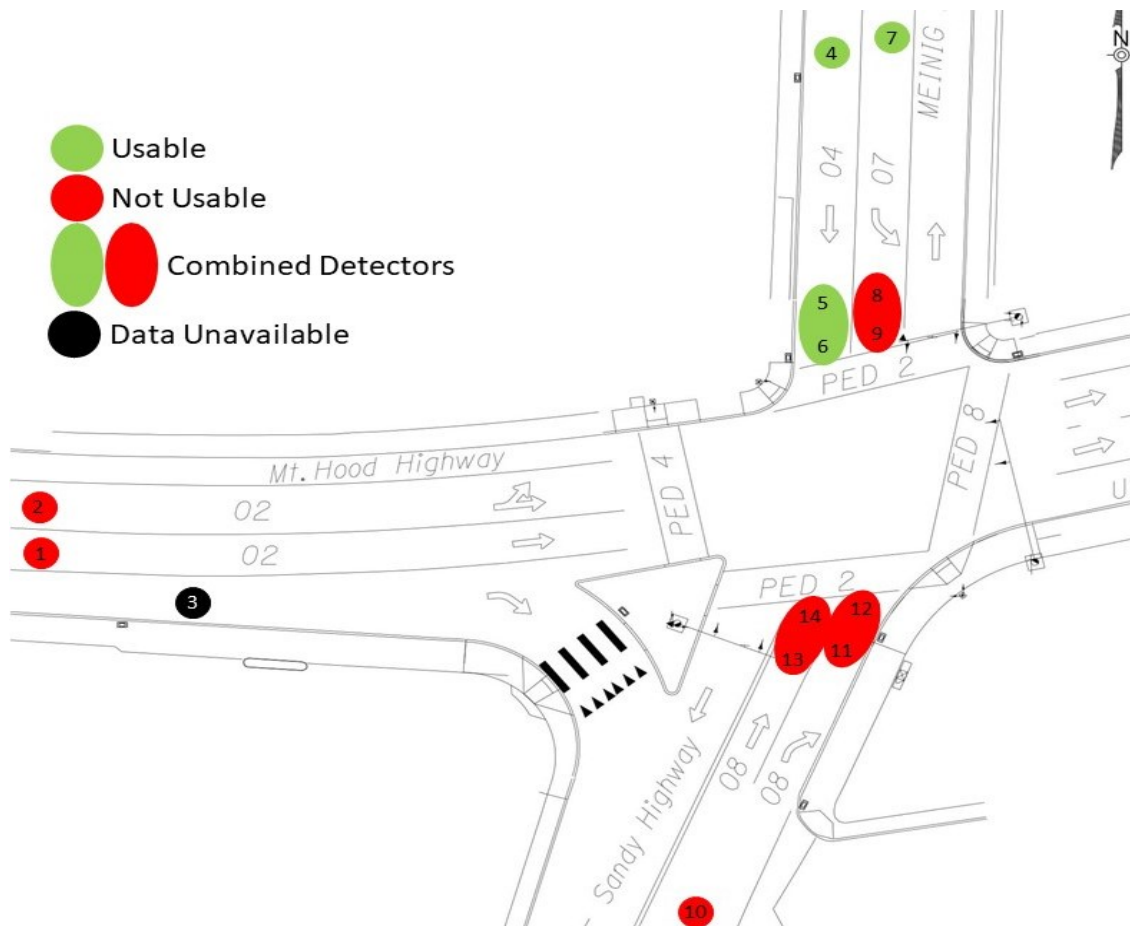 4
7
N
MEINIG
Usable
Not Usable
Combined Detectors
Data Unavailable
04
07
5
6
8
9
PED 2
PED 8
Mt. Hood Highway
PED 4
2
02
1
02
U
3
PED 2
14
12
13
11
08
08
Sandy Highway
10